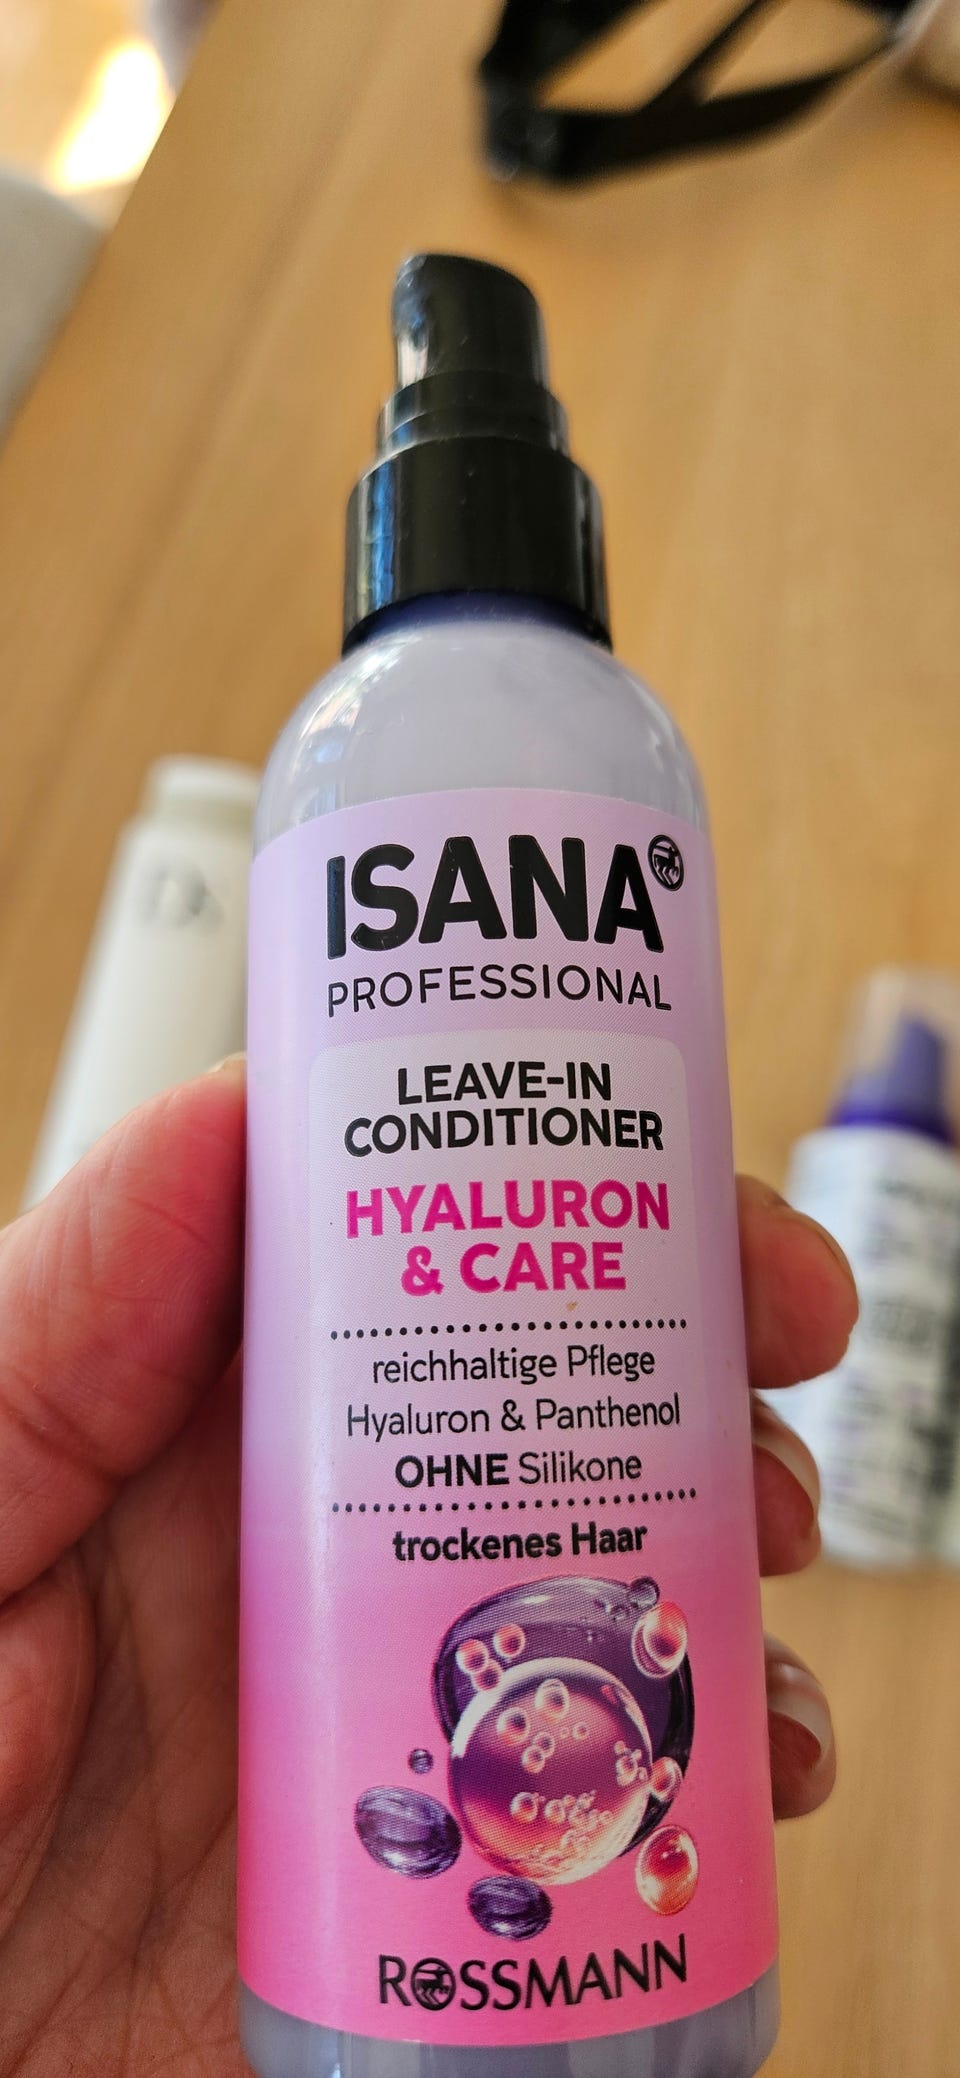 ISANA
PROFESSIONAL
LEAVE-IN
CONDITIONER
HYALURON
& CARE
reichhaltige Pflege
Hyaluron & Panthenol
OHNE Silikone
trockenes Haar
ROSSMANN